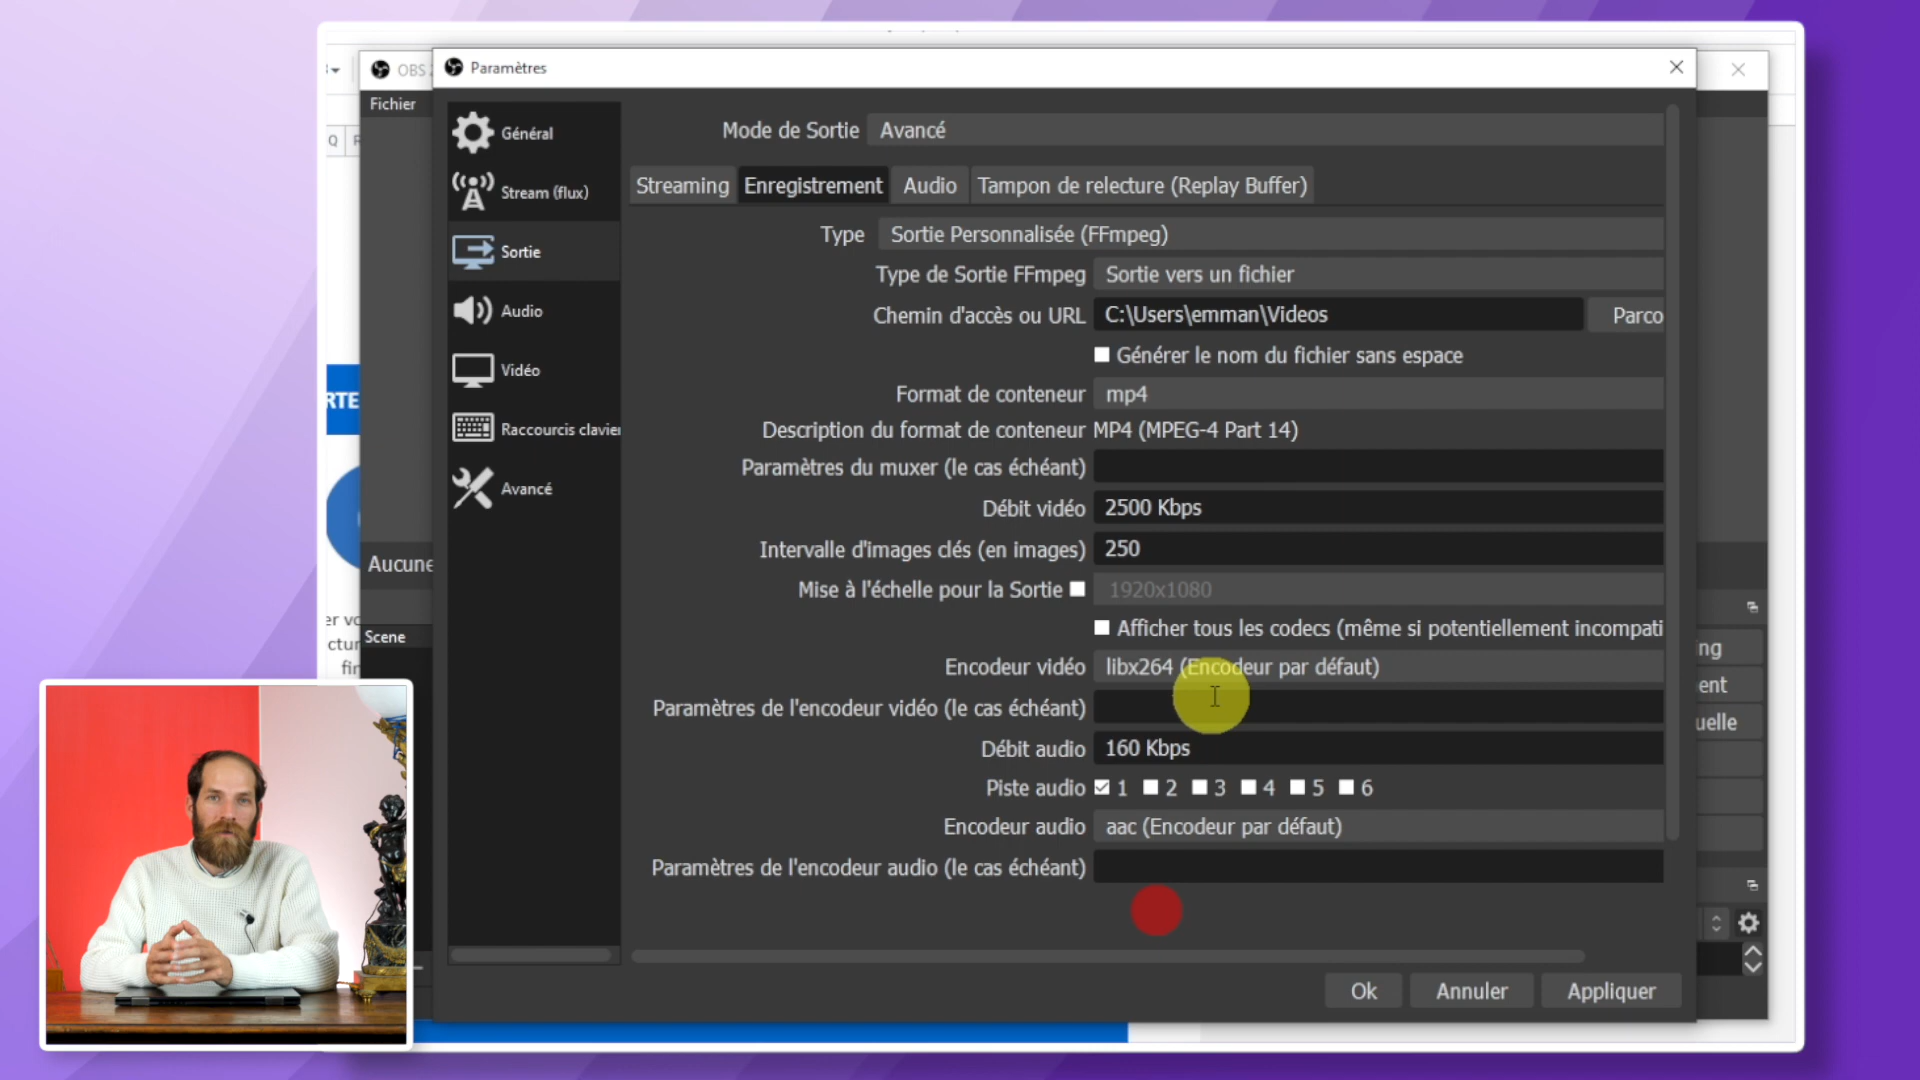 OBS
Paramètres
Fichier
Q
Aucune
Scene
RTE
Général
Stream (flux)
Sortie
Audio
Vidéo
Raccourcis clavier
Avancé
Mode de Sortie Avancé
Streaming Enregistrement Audio Tampon de relecture (Replay Buffer)
Type Sortie Personnalisée (FFmpeg)
Type de Sortie FFmpeg Sortie vers un fichier
Chemin d'accès ou URL C:\Users\emman\Videos Parco
Générer le nom du fichier sans espace
Format de conteneur mp4
Description du format de conteneur MP4 (MPEG-4 Part 14)
Paramètres du muxer (le cas échéant)
Débit vidéo 2500 Kbps
Intervalle d'images clés (en images) 250
Mise à l'échelle pour la Sortie 1920x1080
Afficher tous les codecs (même si potentiellement incompati
Encodeur vidéo libx264 (Encodeur par défaut)
Paramètres de l'encodeur vidéo (le cas échéant)
Débit audio 160 Kbps
Piste audio 1 2 3 4 5 6
Encodeur audio aac (Encodeur par défaut)
Paramètres de l'encodeur audio (le cas échéant)
Ok Annuler Appliquer
ng
ent
uelle